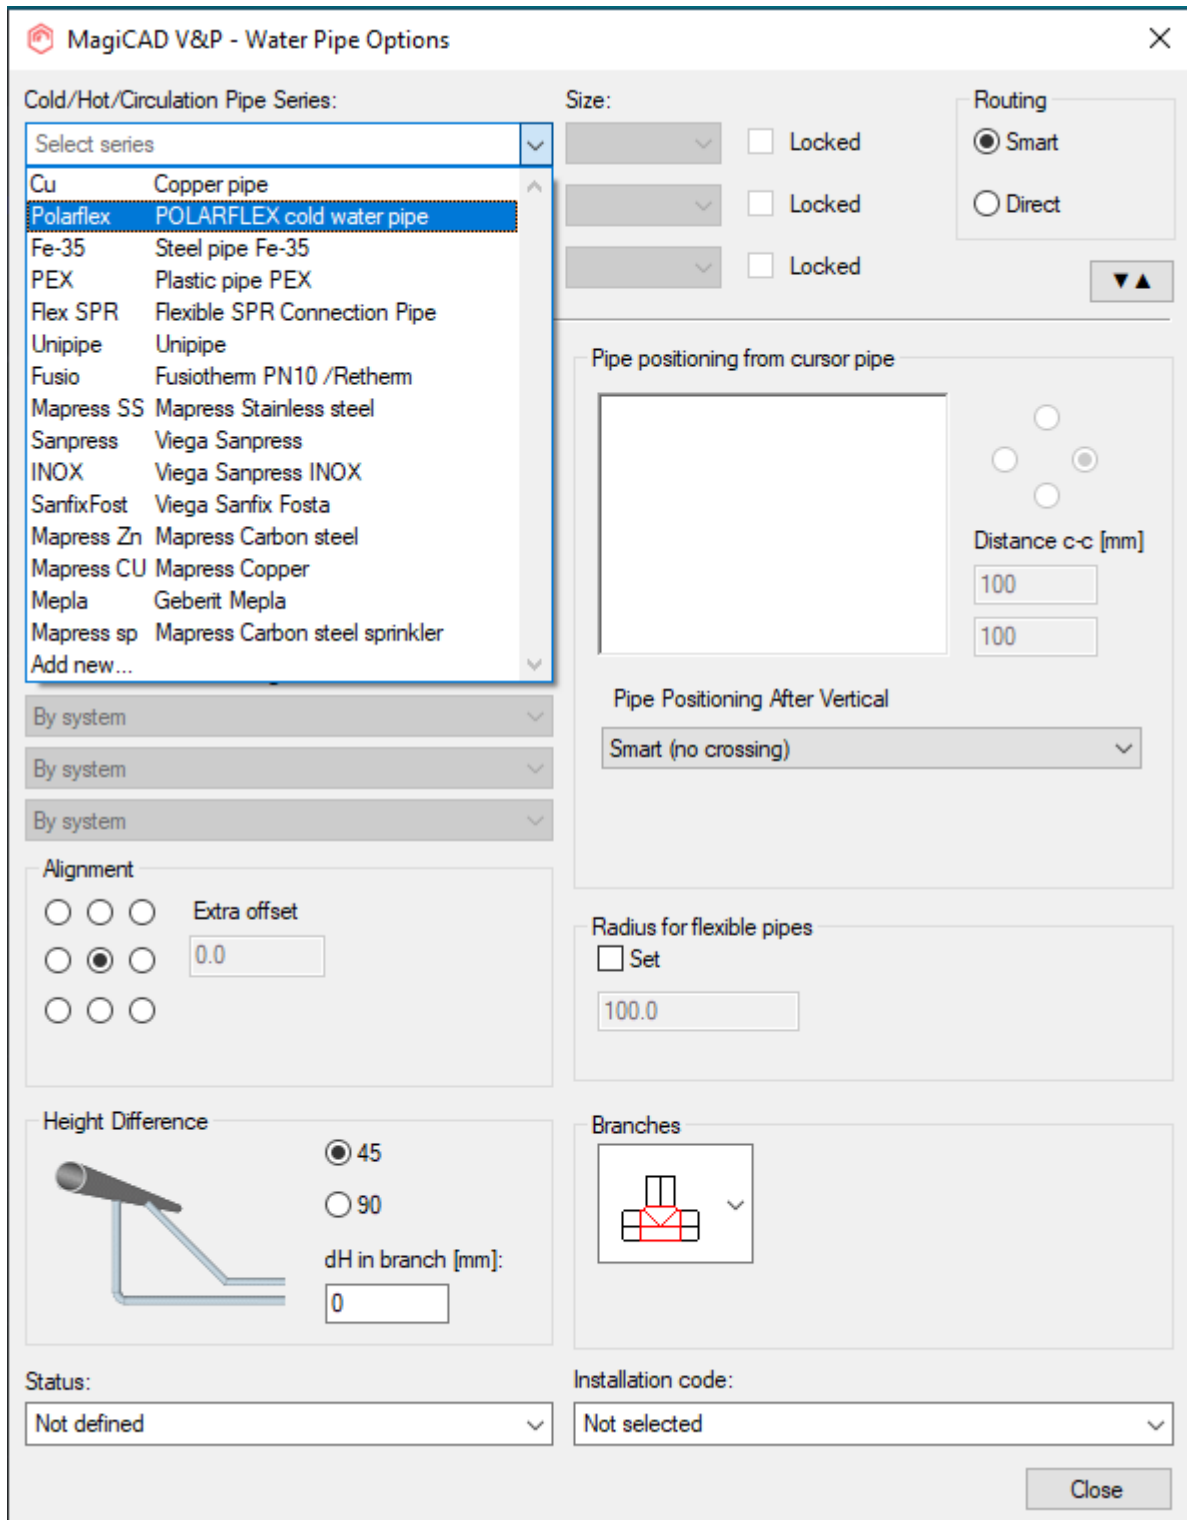 MagiCAD V&P - Water Pipe Options
Cold/Hot/Circulation Pipe Series:
Size:
Routing
Select series
Locked
Smart
Cu Copper pipe
Polarflex POLARFLEX cold water pipe
Locked
Direct
Fe-35 Steel pipe Fe-35
Locked
PEX Plastic pipe PEX
▼▲
Flex SPR Flexible SPR Connection Pipe
Unipipe Unipipe
Fusio Fusiotherm PN10 /Retherm
Mapress SS Mapress Stainless steel
Sanpress Viega Sanpress
INOX Viega Sanpress INOX
SanfixFost Viega Sanfix Fosta
Mapress Zn Mapress Carbon steel
Mapress CU Mapress Copper
Mepla Geberit Mepla
Mapress sp Mapress Carbon steel sprinkler
Add new...
Pipe positioning from cursor pipe
Distance c-c [mm]
100
100
Pipe Positioning After Vertical
Smart (no crossing)
By system
By system
By system
Alignment
Extra offset
0.0
Radius for flexible pipes
Set
100.0
Height Difference
45
90
dH in branch [mm]:
0
Branches
Status:
Not defined
Installation code:
Not selected
Close